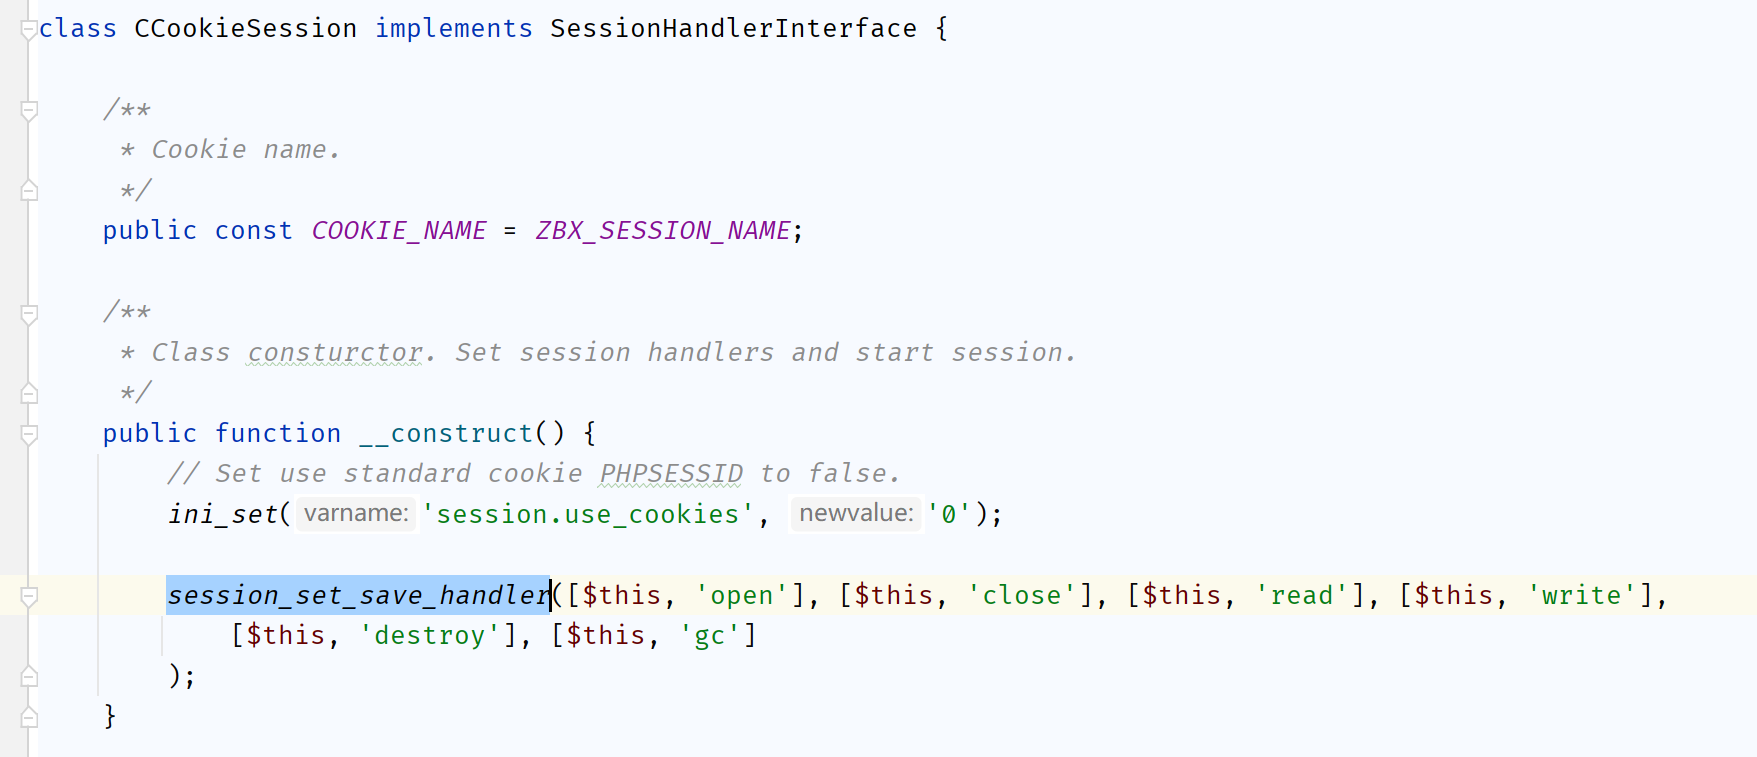 class CCookieSession implements SessionHandlerInterface {
/**
* Cookie name.
*/
public const COOKIE_NAME = ZBX_SESSION_NAME;
/**
* Class consturctor. Set session handlers and start session.
*/
public function __construct() {
// Set use standard cookie PHPSESSID to false.
ini_set( varname: 'session.use_cookies', newvalue: '0');
session_set_save_handler([$this, 'open'], [$this, 'close'], [$this, 'read'], [$this, 'write'],
[$this, 'destroy'], [$this, 'gc']
);
}